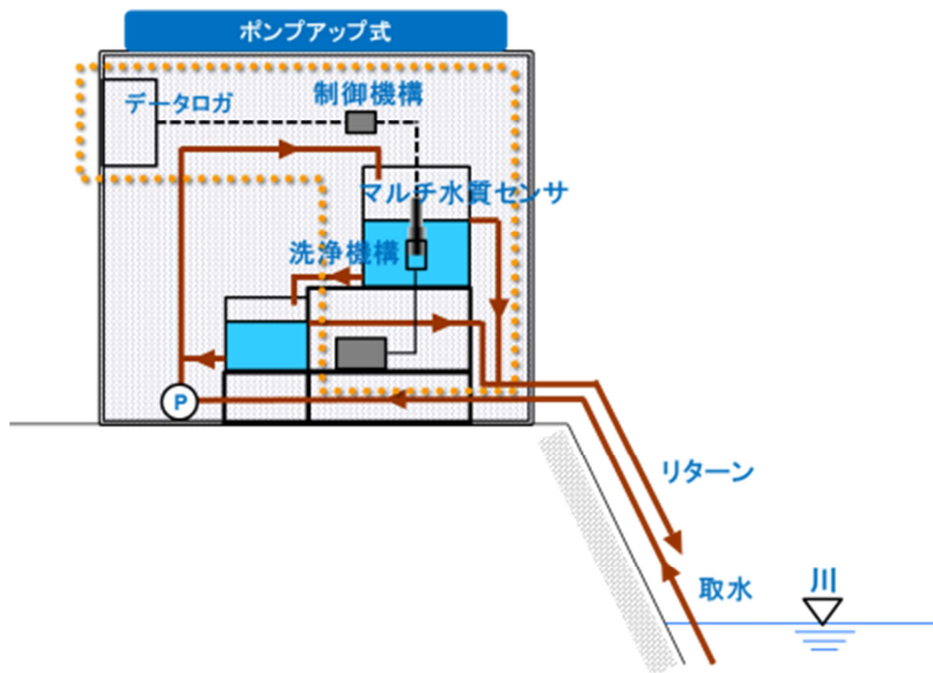 ポンプアップ式
データロガ
制御機構
マルチ水質センサ
洗浄機構
P
リターン
取水
川